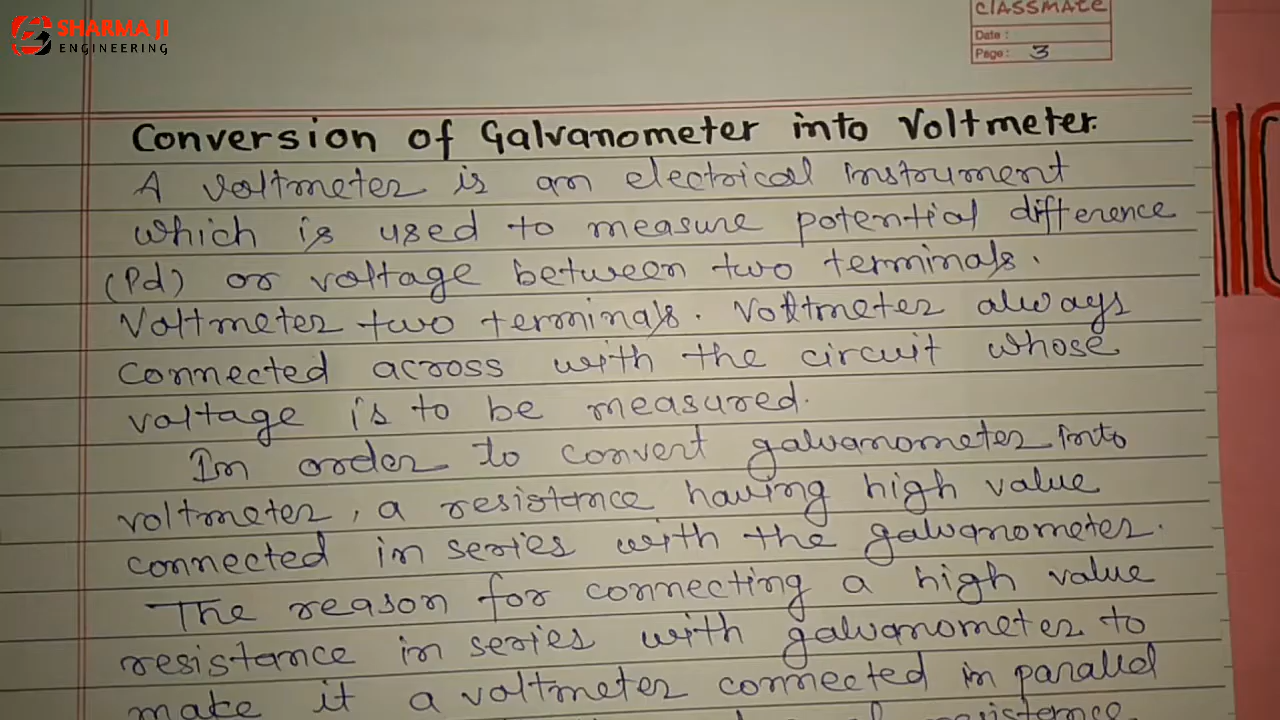 SHARMA JI
ENGINEERING
classmate
Date :
Page : 3
Conversion of Galvanometer into Voltmeter.
A voltmeter is an electrical instrument
which is used to measure potential difference
(Pd) or voltage between two terminals.
Voltmeter two terminals. Voltmeter always
connected across with the circuit whose
voltage is to be measured.
In order to convert galvanometer into
voltmeter, a resistance having high value
connected in series with the galvanometer.
The reason for connecting a high value
resistance in series with galvanometer to
make it a voltmeter connected in parallel